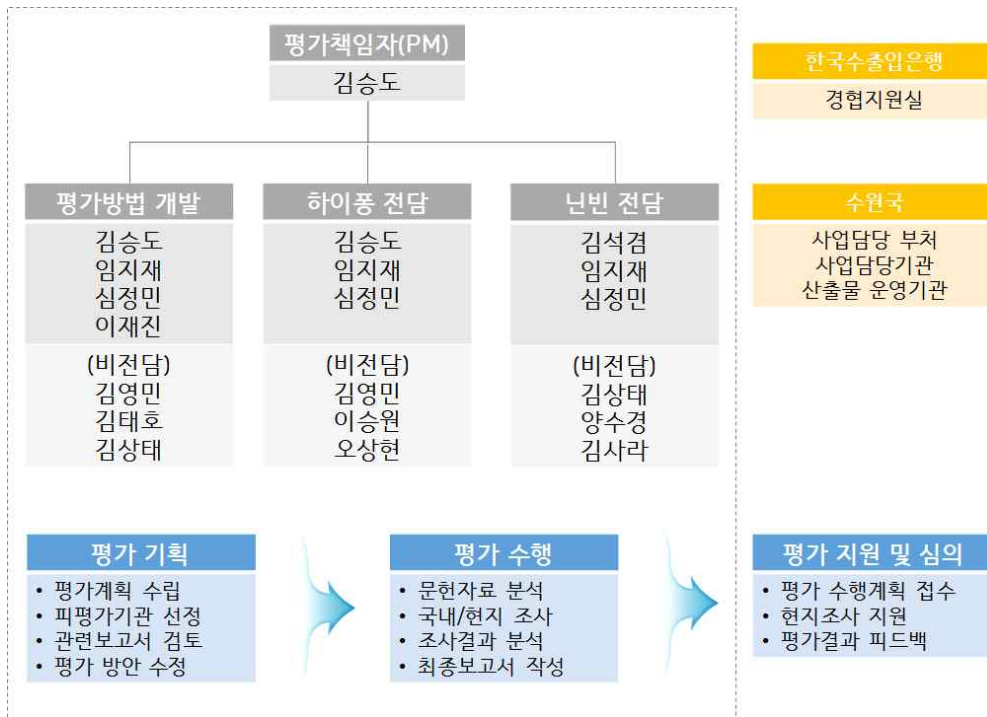 평가책임자(PM)
김승도
평가방법 개발
김승도
임지재
심정민
이재진
(비전담)
김영민
김태호
김상태
하이퐁 전담
김승도
임지재
심정민
(비전담)
김영민
이승원
오상현
닌빈 전담
김석겸
임지재
심정민
(비전담)
김상태
양수경
김사라
한국수출입은행
경협지원실
수원국
사업담당 부처
사업담당기관
산출물 운영기관
평가 기획
• 평가계획 수립
• 피평가기관 선정
• 관련보고서 검토
• 평가 방안 수정
평가 수행
• 문헌자료 분석
• 국내/현지 조사
• 조사결과 분석
• 최종보고서 작성
평가 지원 및 심의
• 평가 수행계획 접수
• 현지조사 지원
• 평가결과 피드백